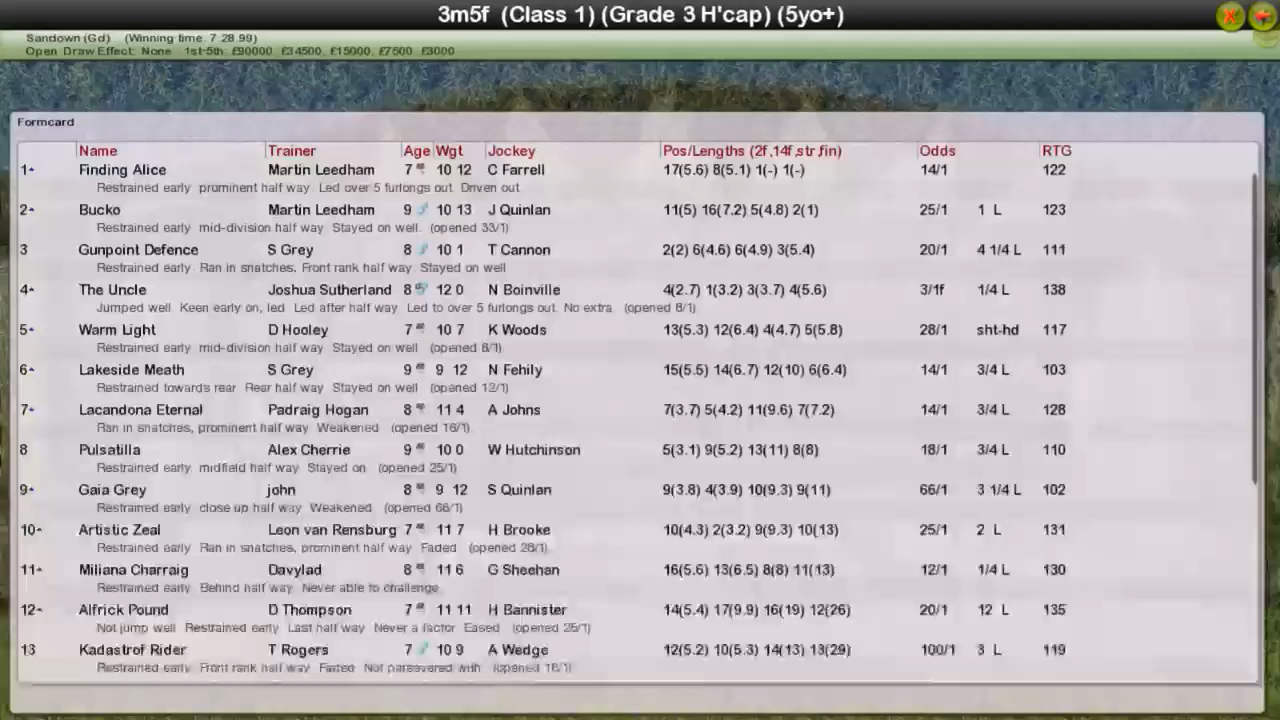 3m5f (Class 1) (Grade 3 H'cap) (5yo+)
Sandown (Gd) (Winning time: 7:28.99)
Open Draw Effect: None 1st-5th: £90000 £34500, £15000, £7500 £3000
Formcard
Name Trainer Age Wgt Jockey Pos/Lengths (2f,14f,str,fin) Odds RTG
1 Finding Alice Martin Leedham 7 10 12 C Farrell 17(5.6) 8(5.1) 1(-) 1(-) 14/1 122
Restrained early prominent half way Led over 5 furlongs out Driven out
2 Bucko Martin Leedham 9 10 13 J Quinlan 11(5) 16(7.2) 5(4.8) 2(1) 25/1 1 L 123
Restrained early mid-division half way Stayed on well. (opened 33/1)
3 Gunpoint Defence S Grey 8 10 1 T Cannon 2(2) 6(4.6) 6(4.9) 3(5.4) 20/1 4 1/4 L 111
Restrained early Ran in snatches, Front rank half way Stayed on well
4 The Uncle Joshua Sutherland 8 12 0 N Boinville 4(2.7) 1(3.2) 3(3.7) 4(5.6) 3/1f 1/4 L 138
Jumped well Keen early on, led Led after half way Led to over 5 furlongs out No extra (opened 8/1)
5 Warm Light D Hooley 7 10 7 K Woods 13(5.3) 12(6.4) 4(4.7) 5(5.8) 28/1 sht-hd 117
Restrained early mid-division half way Stayed on well (opened 8/1)
6 Lakeside Meath S Grey 9 9 12 N Fehily 15(5.5) 14(6.7) 12(10) 6(6.4) 14/1 3/4 L 103
Restrained towards rear Rear half way Stayed on well (opened 12/1)
7 Lacandona Eternal Padraig Hogan 8 11 4 A Johns 7(3.7) 5(4.2) 11(9.6) 7(7.2) 14/1 3/4 L 128
Ran in snatches, prominent half way Weakened (opened 16/1)
8 Pulsatilla Alex Cherrie 9 10 0 W Hutchinson 5(3.1) 9(5.2) 13(11) 8(8) 18/1 3/4 L 110
Restrained early midfield half way Stayed on (opened 25/1)
9 Gaia Grey john 8 9 12 S Quinlan 9(3.8) 4(3.9) 10(9.3) 9(11) 66/1 3 1/4 L 102
Restrained early close up half way Weakened (opened 66/1)
10 Artistic Zeal Leon van Rensburg 7 11 7 H Brooke 10(4.3) 2(3.2) 9(9.3) 10(13) 25/1 2 L 131
Restrained early Ran in snatches, prominent half way Faded (opened 28/1)
11 Miliana Charraig Davylad 8 11 6 G Sheehan 16(5.6) 13(6.5) 8(8) 11(13) 12/1 1/4 L 130
Restrained early Behind half way Never able to challenge
12 Alfrick Pound D Thompson 7 11 11 H Bannister 14(5.4) 17(9.9) 16(19) 12(26) 20/1 12 L 135
Not jump well Restrained early Last half way Never a factor Eased (opened 25/1)
13 Kadastrof Rider T Rogers 7 10 9 A Wedge 12(5.2) 10(5.3) 14(13) 13(29) 100/1 3 L 119
Restrained early Front rank half way Faded Not persevered with (opened 16/1)